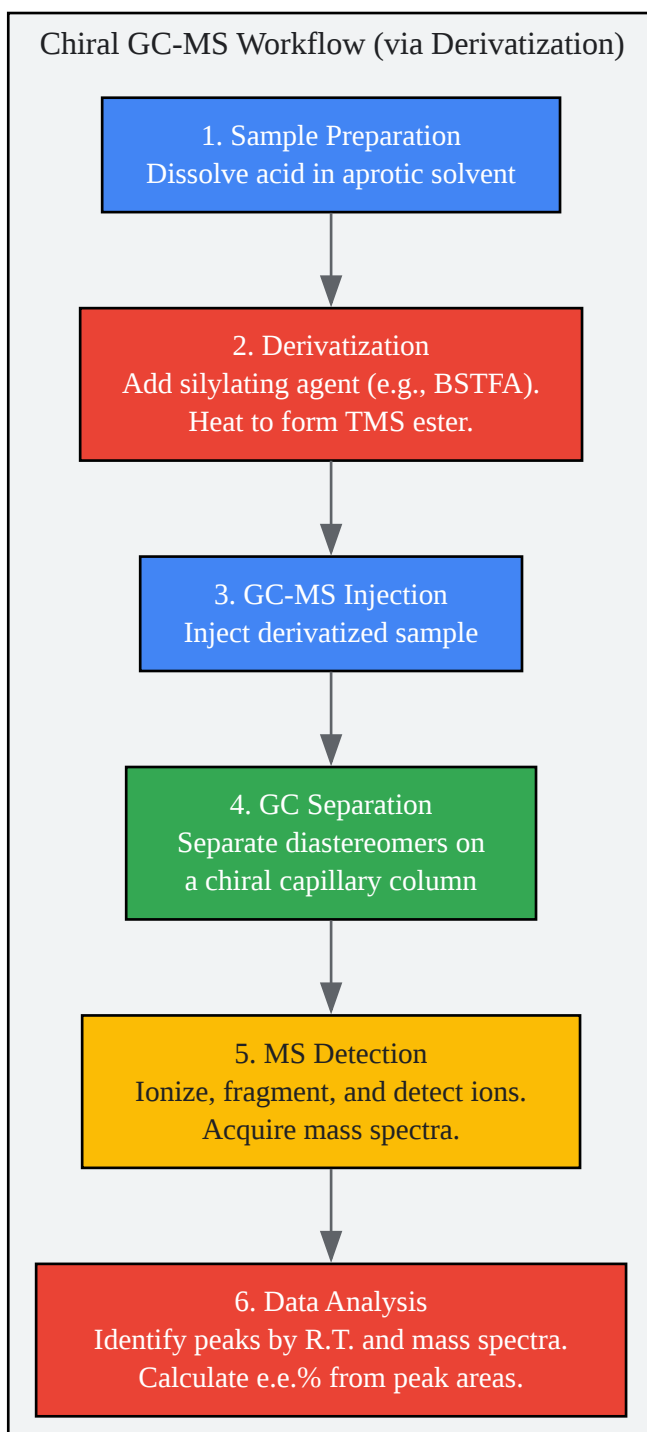 Chiral GC-MS Workflow (via Derivatization)
1. Sample Preparation
Dissolve acid in aprotic solvent
2. Derivatization
Add silylating agent (e.g., BSTFA).
Heat to form TMS ester.
3. GC-MS Injection
Inject derivatized sample
4. GC Separation
Separate diastereomers on
a chiral capillary column
5. MS Detection
Ionize, fragment, and detect ions.
Acquire mass spectra.
6. Data Analysis
Identify peaks by R.T. and mass spectra.
Calculate e.e.% from peak areas.